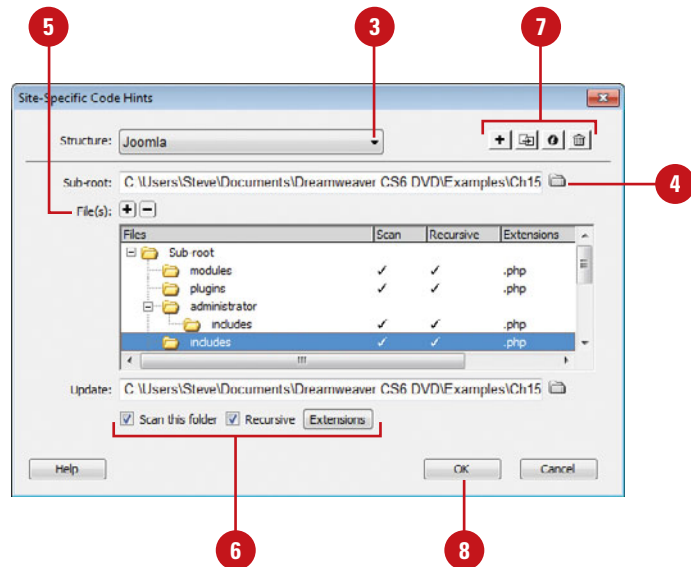 5
3
7
Site-Specific Code Hints
Structure: Joomla
Sub-root: C:\Users\Steve\Documents\Dreamweaver CS6 DVD\Examples\Ch15
4
File(s):
Files Scan Recursive Extensions
Sub-root
modules ✓ ✓ .php
plugins ✓ ✓ .php
administrator
includes ✓ ✓ .php
includes ✓ ✓ .php
Update: C:\Users\Steve\Documents\Dreamweaver CS6 DVD\Examples\Ch15
Scan this folder Recursive Extensions
Help OK Cancel
6
8